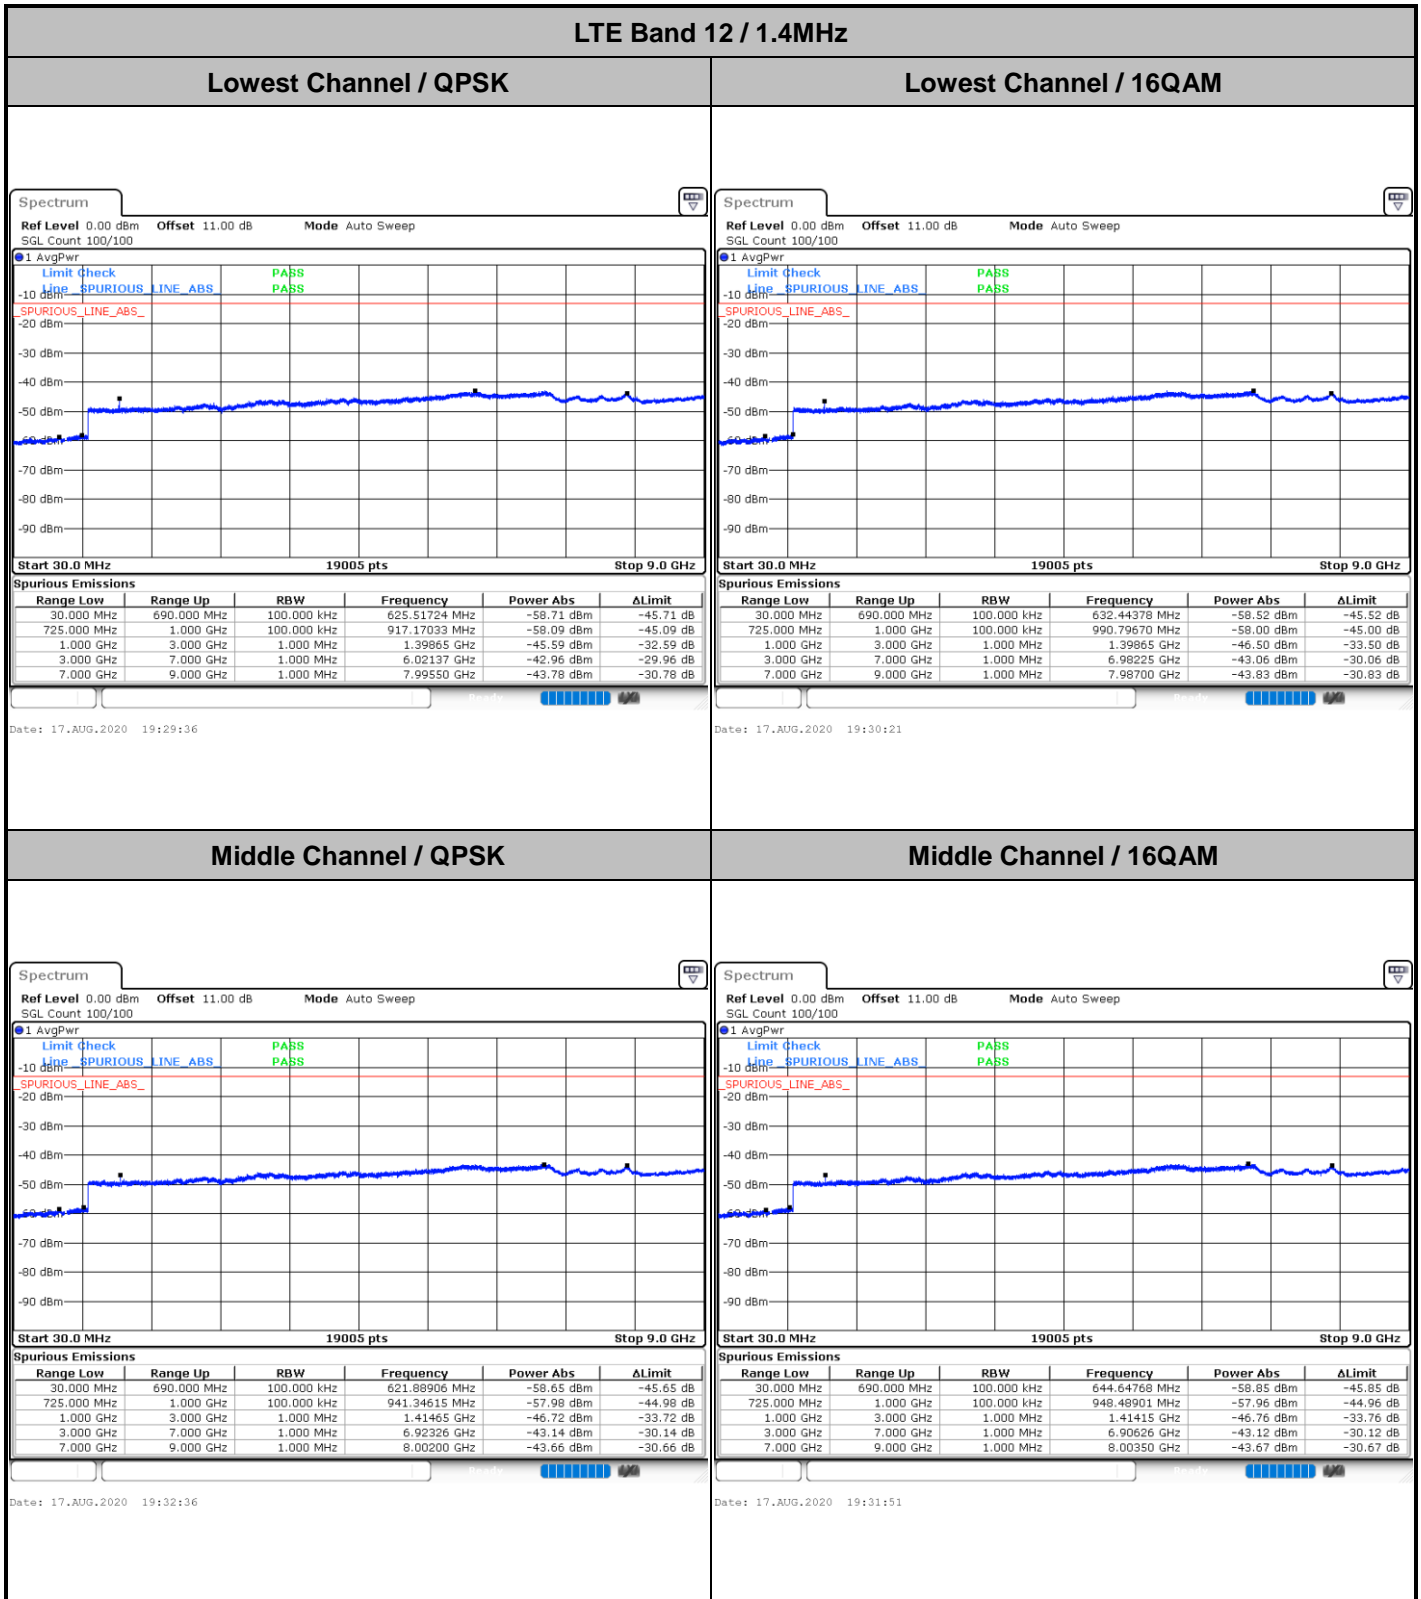 LTE Band 12 / 1.4MHz
Lowest Channel / QPSK
Lowest Channel / 16QAM
Spectrum
Ref Level 0.00 dBm Offset 11.00 dB Mode Auto Sweep
SGL Count 100/100
1 AvgPwr
Limit Check PASS
Line _SPURIOUS_LINE_ABS_ PASS
-10 dBm
_SPURIOUS_LINE_ABS_
-20 dBm
-30 dBm
-40 dBm
-50 dBm
-60 dBm
-70 dBm
-80 dBm
-90 dBm
Start 30.0 MHz 19005 pts Stop 9.0 GHz
Spurious Emissions
Range Low Range Up RBW Frequency Power Abs ΔLimit
30.000 MHz 690.000 MHz 100.000 kHz 625.51724 MHz -58.71 dBm -45.71 dB
725.000 MHz 1.000 GHz 100.000 kHz 917.17033 MHz -58.09 dBm -45.09 dB
1.000 GHz 3.000 GHz 1.000 MHz 1.39865 GHz -45.59 dBm -32.59 dB
3.000 GHz 7.000 GHz 1.000 MHz 6.02137 GHz -42.96 dBm -29.96 dB
7.000 GHz 9.000 GHz 1.000 MHz 7.99550 GHz -43.78 dBm -30.78 dB
Ready
Date: 17.AUG.2020 19:29:36
Spectrum
Ref Level 0.00 dBm Offset 11.00 dB Mode Auto Sweep
SGL Count 100/100
1 AvgPwr
Limit Check PASS
Line _SPURIOUS_LINE_ABS_ PASS
-10 dBm
_SPURIOUS_LINE_ABS_
-20 dBm
-30 dBm
-40 dBm
-50 dBm
-60 dBm
-70 dBm
-80 dBm
-90 dBm
Start 30.0 MHz 19005 pts Stop 9.0 GHz
Spurious Emissions
Range Low Range Up RBW Frequency Power Abs ΔLimit
30.000 MHz 690.000 MHz 100.000 kHz 632.44378 MHz -58.52 dBm -45.52 dB
725.000 MHz 1.000 GHz 100.000 kHz 990.79670 MHz -58.00 dBm -45.00 dB
1.000 GHz 3.000 GHz 1.000 MHz 1.39865 GHz -46.50 dBm -33.50 dB
3.000 GHz 7.000 GHz 1.000 MHz 6.98225 GHz -43.06 dBm -30.06 dB
7.000 GHz 9.000 GHz 1.000 MHz 7.98700 GHz -43.83 dBm -30.83 dB
Ready
Date: 17.AUG.2020 19:30:21
Middle Channel / QPSK
Middle Channel / 16QAM
Spectrum
Ref Level 0.00 dBm Offset 11.00 dB Mode Auto Sweep
SGL Count 100/100
1 AvgPwr
Limit Check PASS
Line _SPURIOUS_LINE_ABS_ PASS
-10 dBm
_SPURIOUS_LINE_ABS_
-20 dBm
-30 dBm
-40 dBm
-50 dBm
-60 dBm
-70 dBm
-80 dBm
-90 dBm
Start 30.0 MHz 19005 pts Stop 9.0 GHz
Spurious Emissions
Range Low Range Up RBW Frequency Power Abs ΔLimit
30.000 MHz 690.000 MHz 100.000 kHz 621.88906 MHz -58.65 dBm -45.65 dB
725.000 MHz 1.000 GHz 100.000 kHz 941.34615 MHz -57.98 dBm -44.98 dB
1.000 GHz 3.000 GHz 1.000 MHz 1.41465 GHz -46.72 dBm -33.72 dB
3.000 GHz 7.000 GHz 1.000 MHz 6.92326 GHz -43.14 dBm -30.14 dB
7.000 GHz 9.000 GHz 1.000 MHz 8.00200 GHz -43.66 dBm -30.66 dB
Ready
Date: 17.AUG.2020 19:32:36
Spectrum
Ref Level 0.00 dBm Offset 11.00 dB Mode Auto Sweep
SGL Count 100/100
1 AvgPwr
Limit Check PASS
Line _SPURIOUS_LINE_ABS_ PASS
-10 dBm
_SPURIOUS_LINE_ABS_
-20 dBm
-30 dBm
-40 dBm
-50 dBm
-60 dBm
-70 dBm
-80 dBm
-90 dBm
Start 30.0 MHz 19005 pts Stop 9.0 GHz
Spurious Emissions
Range Low Range Up RBW Frequency Power Abs ΔLimit
30.000 MHz 690.000 MHz 100.000 kHz 644.64768 MHz -58.85 dBm -45.85 dB
725.000 MHz 1.000 GHz 100.000 kHz 948.48901 MHz -57.96 dBm -44.96 dB
1.000 GHz 3.000 GHz 1.000 MHz 1.41415 GHz -46.76 dBm -33.76 dB
3.000 GHz 7.000 GHz 1.000 MHz 6.90626 GHz -43.12 dBm -30.12 dB
7.000 GHz 9.000 GHz 1.000 MHz 8.00350 GHz -43.67 dBm -30.67 dB
Ready
Date: 17.AUG.2020 19:31:51